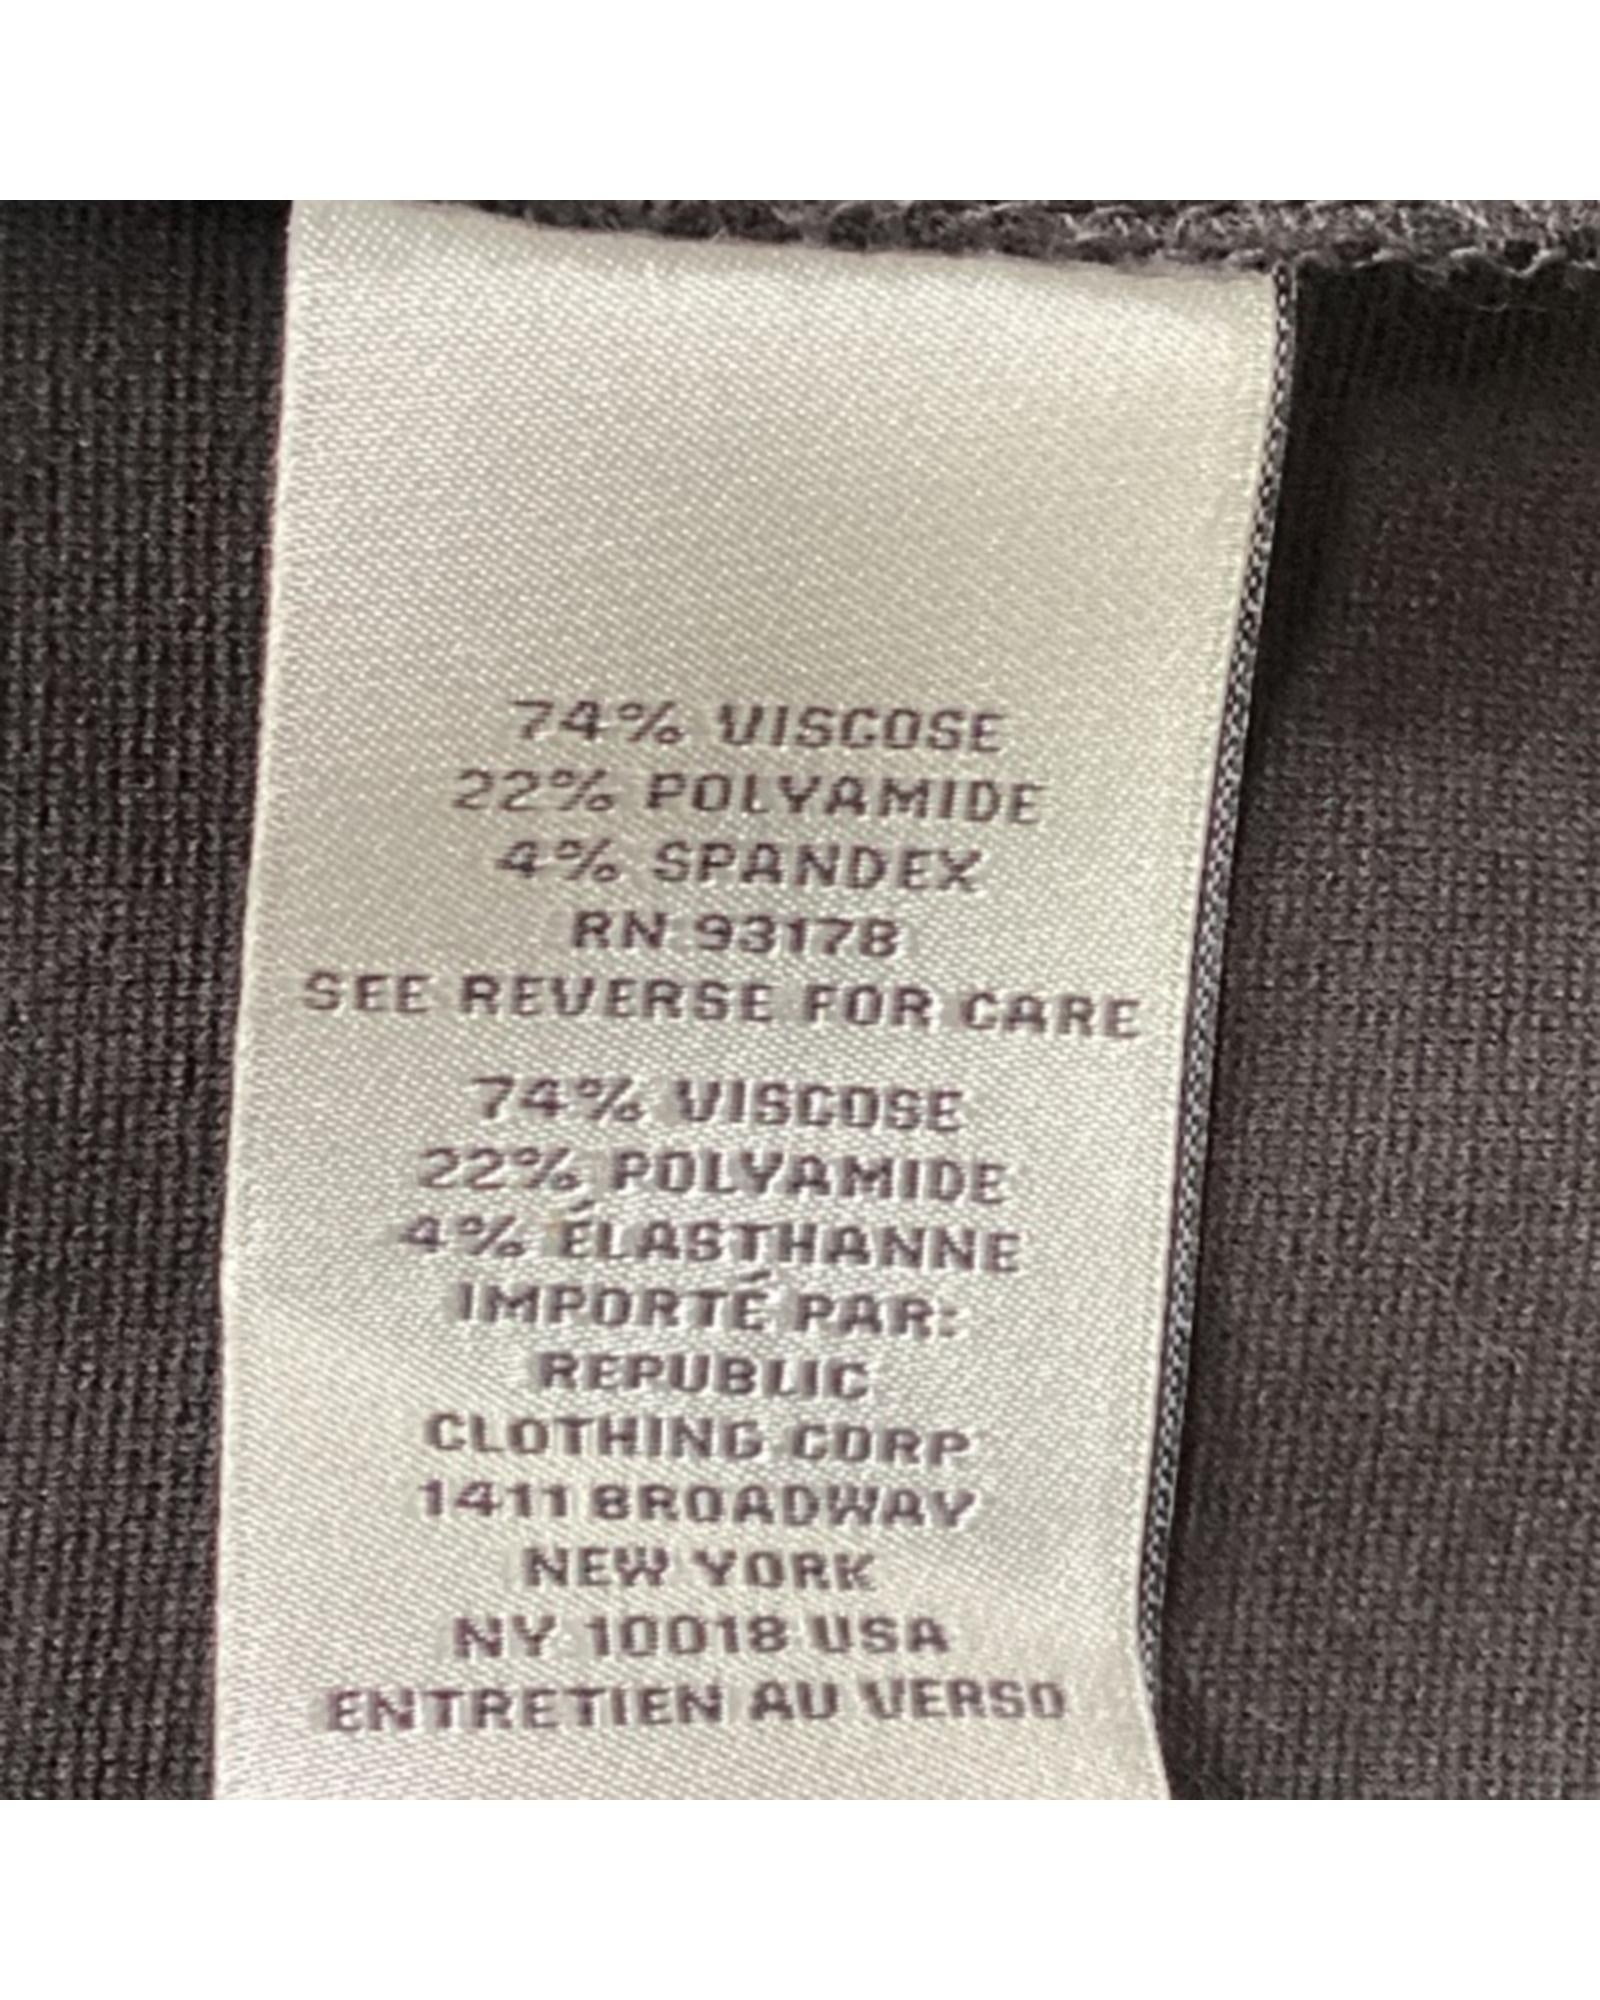 74% VISCOSE
22% POLYAMIDE
4% SPANDEX
RN 93178
SEE REVERSE FOR CARE
74% VISCOSE
22% POLYAMIDE
4% ÉLASTHANNE
IMPORTÉ PAR:
REPUBLIC
CLOTHING CORP
1411 BROADWAY
NEW YORK
NY 10018 USA
ENTRETIEN AU VERSO